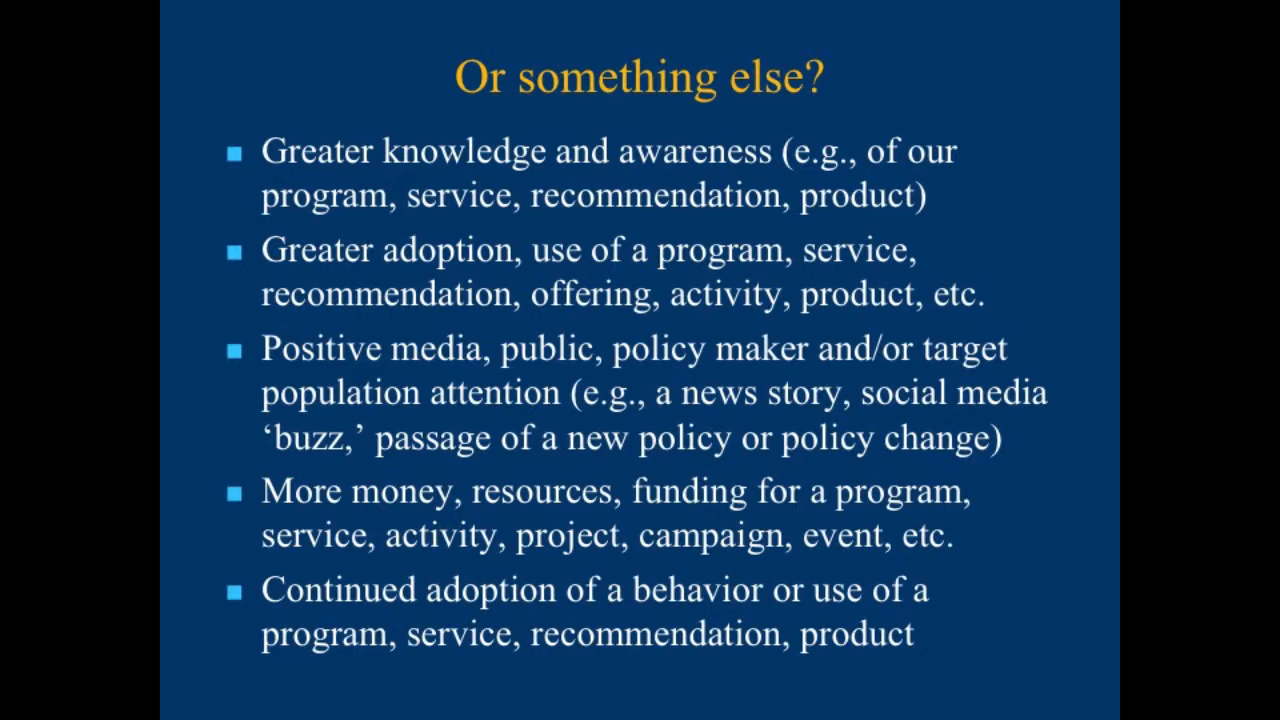 Or something else?
Greater knowledge and awareness (e.g., of our
program, service, recommendation, product)
Greater adoption, use of a program, service,
recommendation, offering, activity, product, etc.
Positive media, public, policy maker and/or target
population attention (e.g., a news story, social media
‘buzz,’ passage of a new policy or policy change)
More money, resources, funding for a program,
service, activity, project, campaign, event, etc.
Continued adoption of a behavior or use of a
program, service, recommendation, product